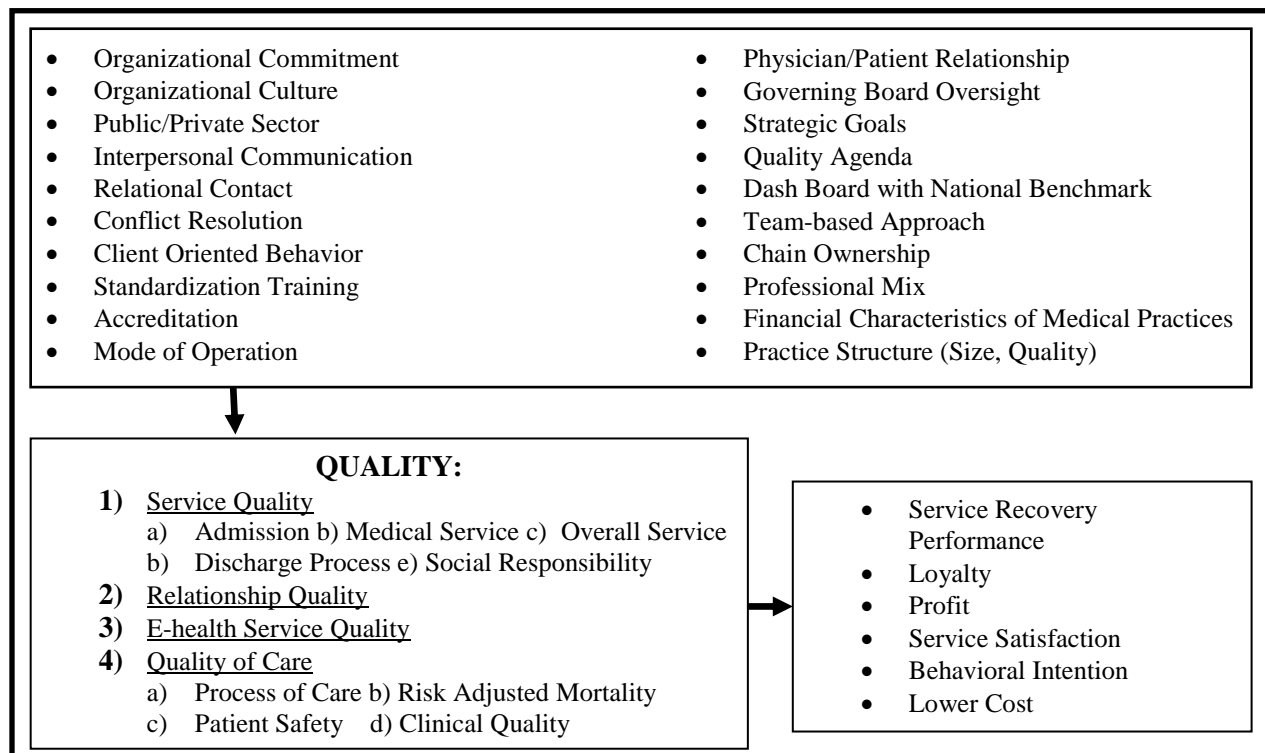 • Organizational Commitment
• Organizational Culture
• Public/Private Sector
• Interpersonal Communication
• Relational Contact
• Conflict Resolution
• Client Oriented Behavior
• Standardization Training
• Accreditation
• Mode of Operation
• Physician/Patient Relationship
• Governing Board Oversight
• Strategic Goals
• Quality Agenda
• Dash Board with National Benchmark
• Team-based Approach
• Chain Ownership
• Professional Mix
• Financial Characteristics of Medical Practices
• Practice Structure (Size, Quality)
QUALITY:
1) Service Quality
a) Admission b) Medical Service c) Overall Service
b) Discharge Process e) Social Responsibility
2) Relationship Quality
3) E-health Service Quality
4) Quality of Care
a) Process of Care b) Risk Adjusted Mortality
c) Patient Safety d) Clinical Quality
• Service Recovery
Performance
• Loyalty
• Profit
• Service Satisfaction
• Behavioral Intention
• Lower Cost